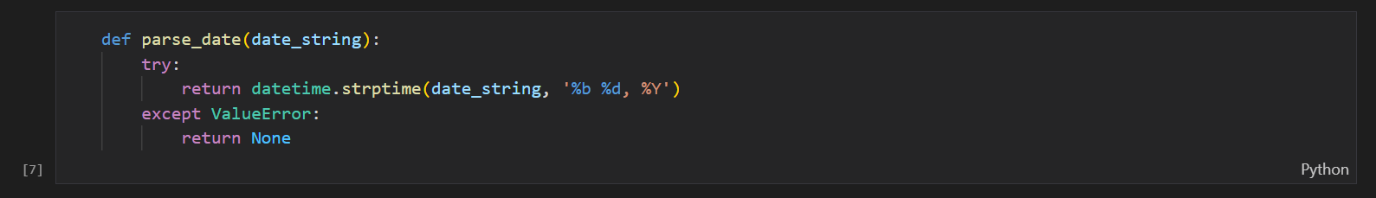 def parse_date(date_string):
    try:
        return datetime.strptime(date_string, '%b %d, %Y')
    except ValueError:
        return None
[7]
Python